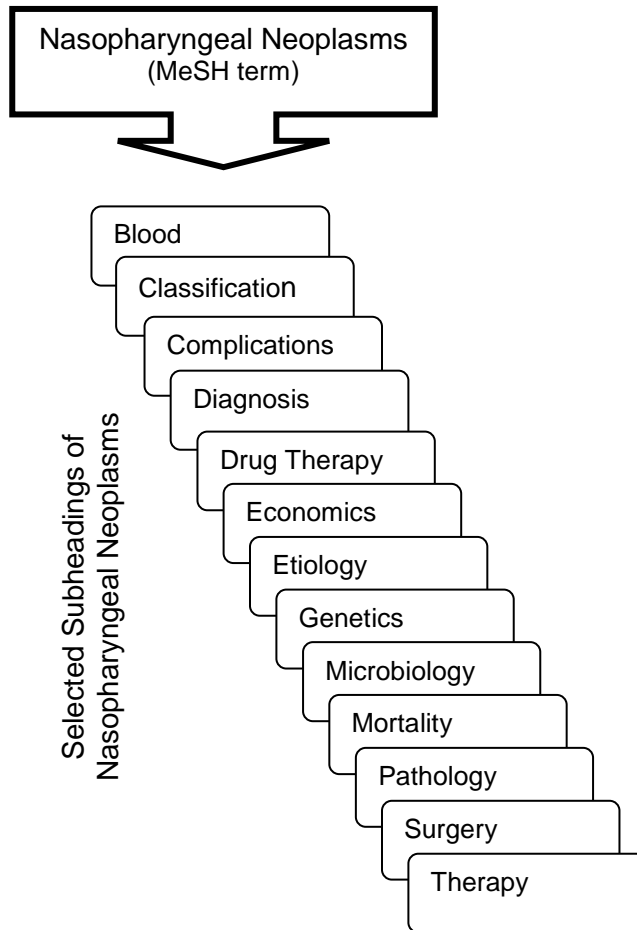 Nasopharyngeal Neoplasms
(MeSH term)
Selected Subheadings of
Nasopharyngeal Neoplasms
Blood
Classification
Complications
Diagnosis
Drug Therapy
Economics
Etiology
Genetics
Microbiology
Mortality
Pathology
Surgery
Therapy